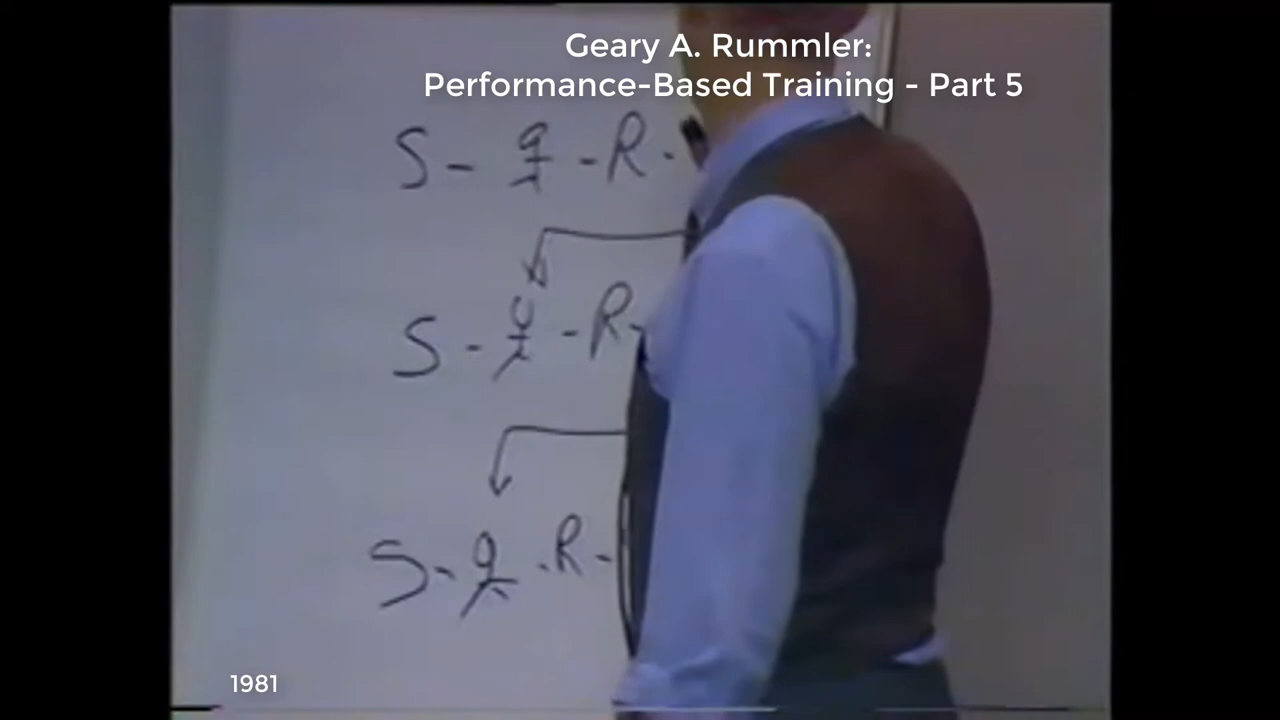 Geary A. Rummler:
Performance-Based Training - Part 5
S - - R -
S - - R -
S - - R -
1981